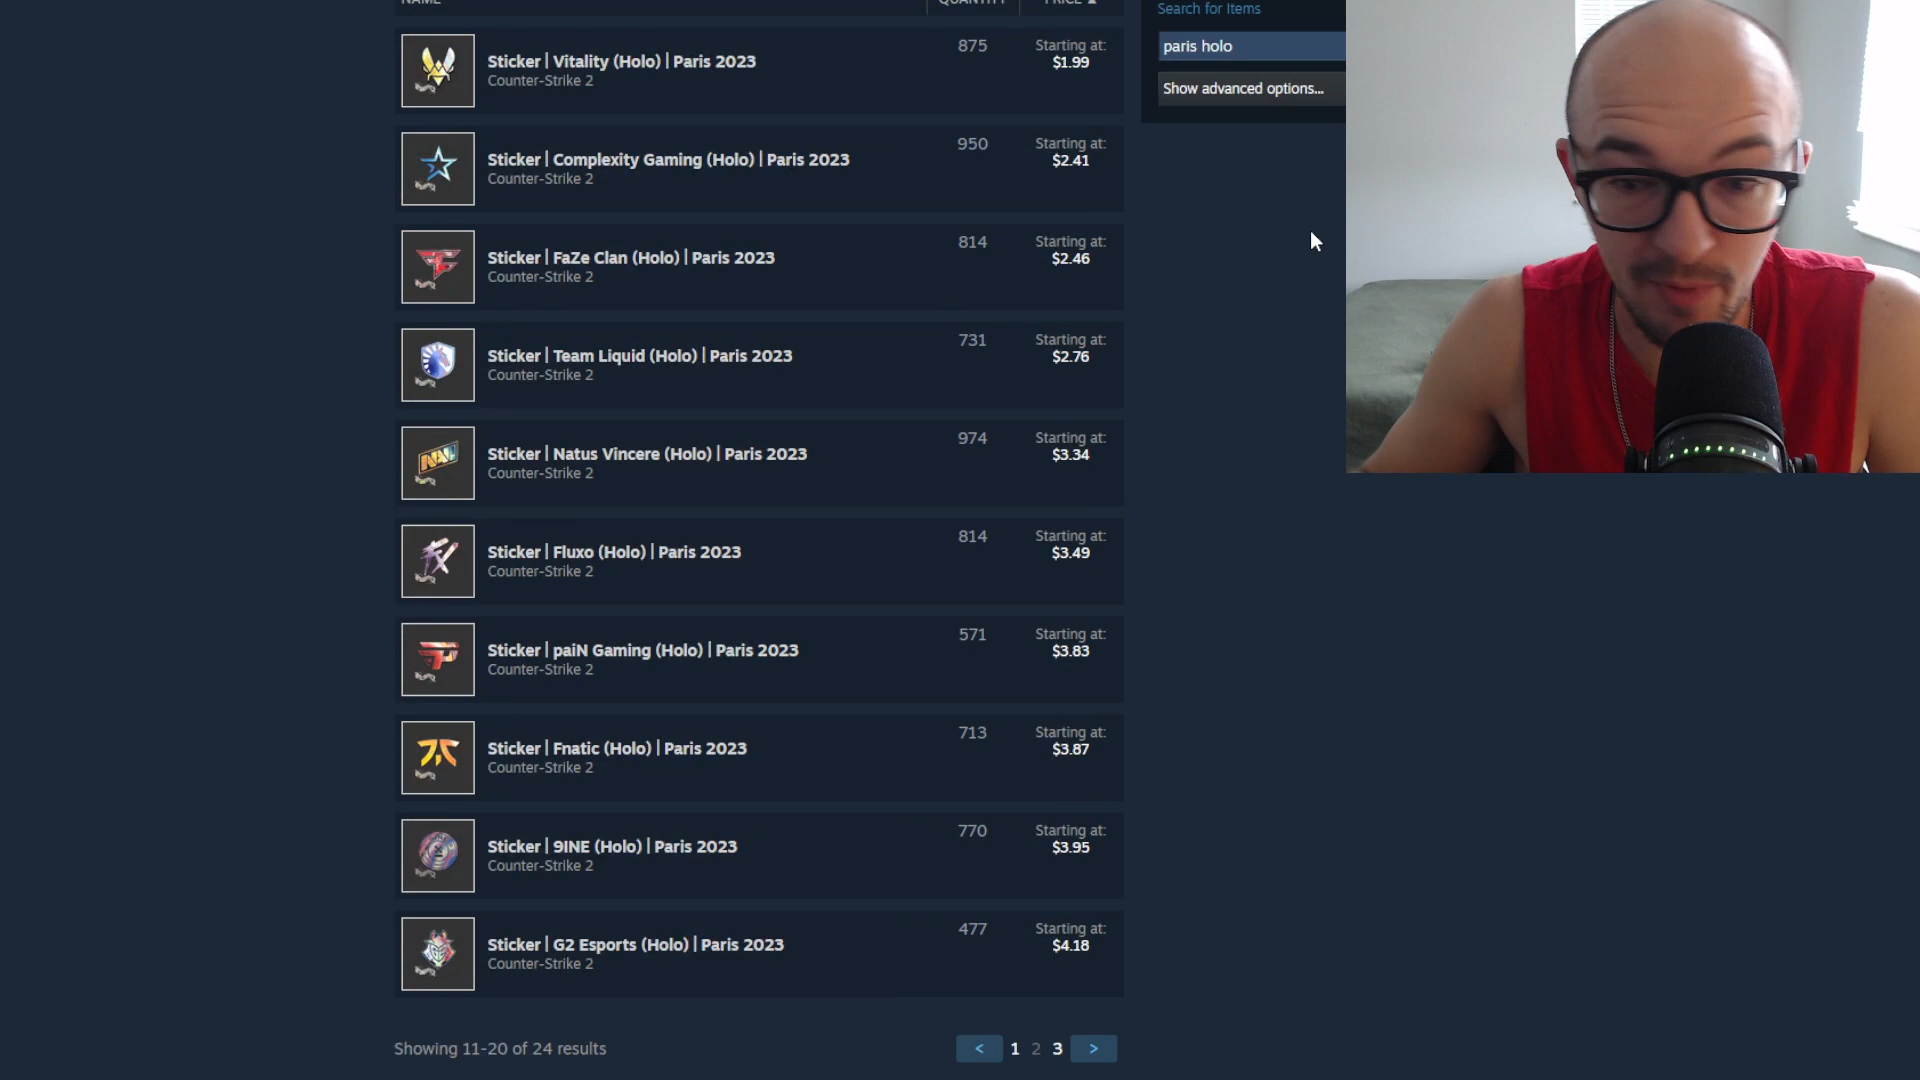 NAME QUANTITY PRICE ▲
Search for Items
paris holo
Show advanced options...
Sticker | Vitality (Holo) | Paris 2023
Counter-Strike 2
875
Starting at:
$1.99
Sticker | Complexity Gaming (Holo) | Paris 2023
Counter-Strike 2
950
Starting at:
$2.41
Sticker | FaZe Clan (Holo) | Paris 2023
Counter-Strike 2
814
Starting at:
$2.46
Sticker | Team Liquid (Holo) | Paris 2023
Counter-Strike 2
731
Starting at:
$2.76
Sticker | Natus Vincere (Holo) | Paris 2023
Counter-Strike 2
974
Starting at:
$3.34
Sticker | Fluxo (Holo) | Paris 2023
Counter-Strike 2
814
Starting at:
$3.49
Sticker | paiN Gaming (Holo) | Paris 2023
Counter-Strike 2
571
Starting at:
$3.83
Sticker | Fnatic (Holo) | Paris 2023
Counter-Strike 2
713
Starting at:
$3.87
Sticker | 9INE (Holo) | Paris 2023
Counter-Strike 2
770
Starting at:
$3.95
Sticker | G2 Esports (Holo) | Paris 2023
Counter-Strike 2
477
Starting at:
$4.18
Showing 11-20 of 24 results
< 1 2 3 >